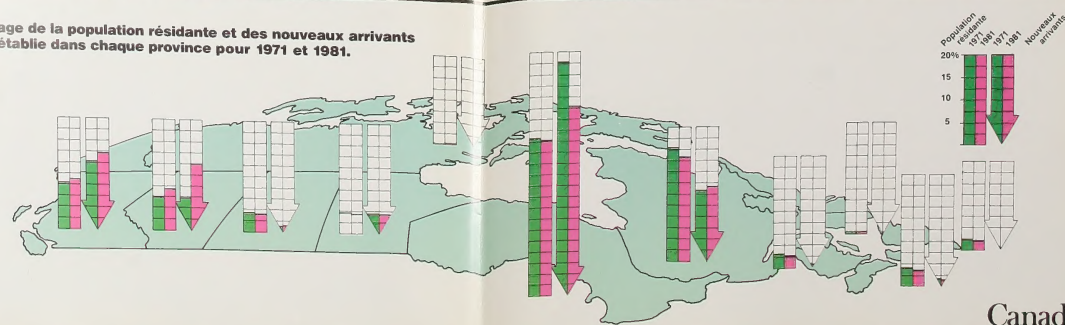 age de la population résidante et des nouveaux arrivants
établie dans chaque province pour 1971 et 1981.
Population
résidante
1971
1981
1971
1981
Nouveaux
arrivants
20%
15
10
5
Canad